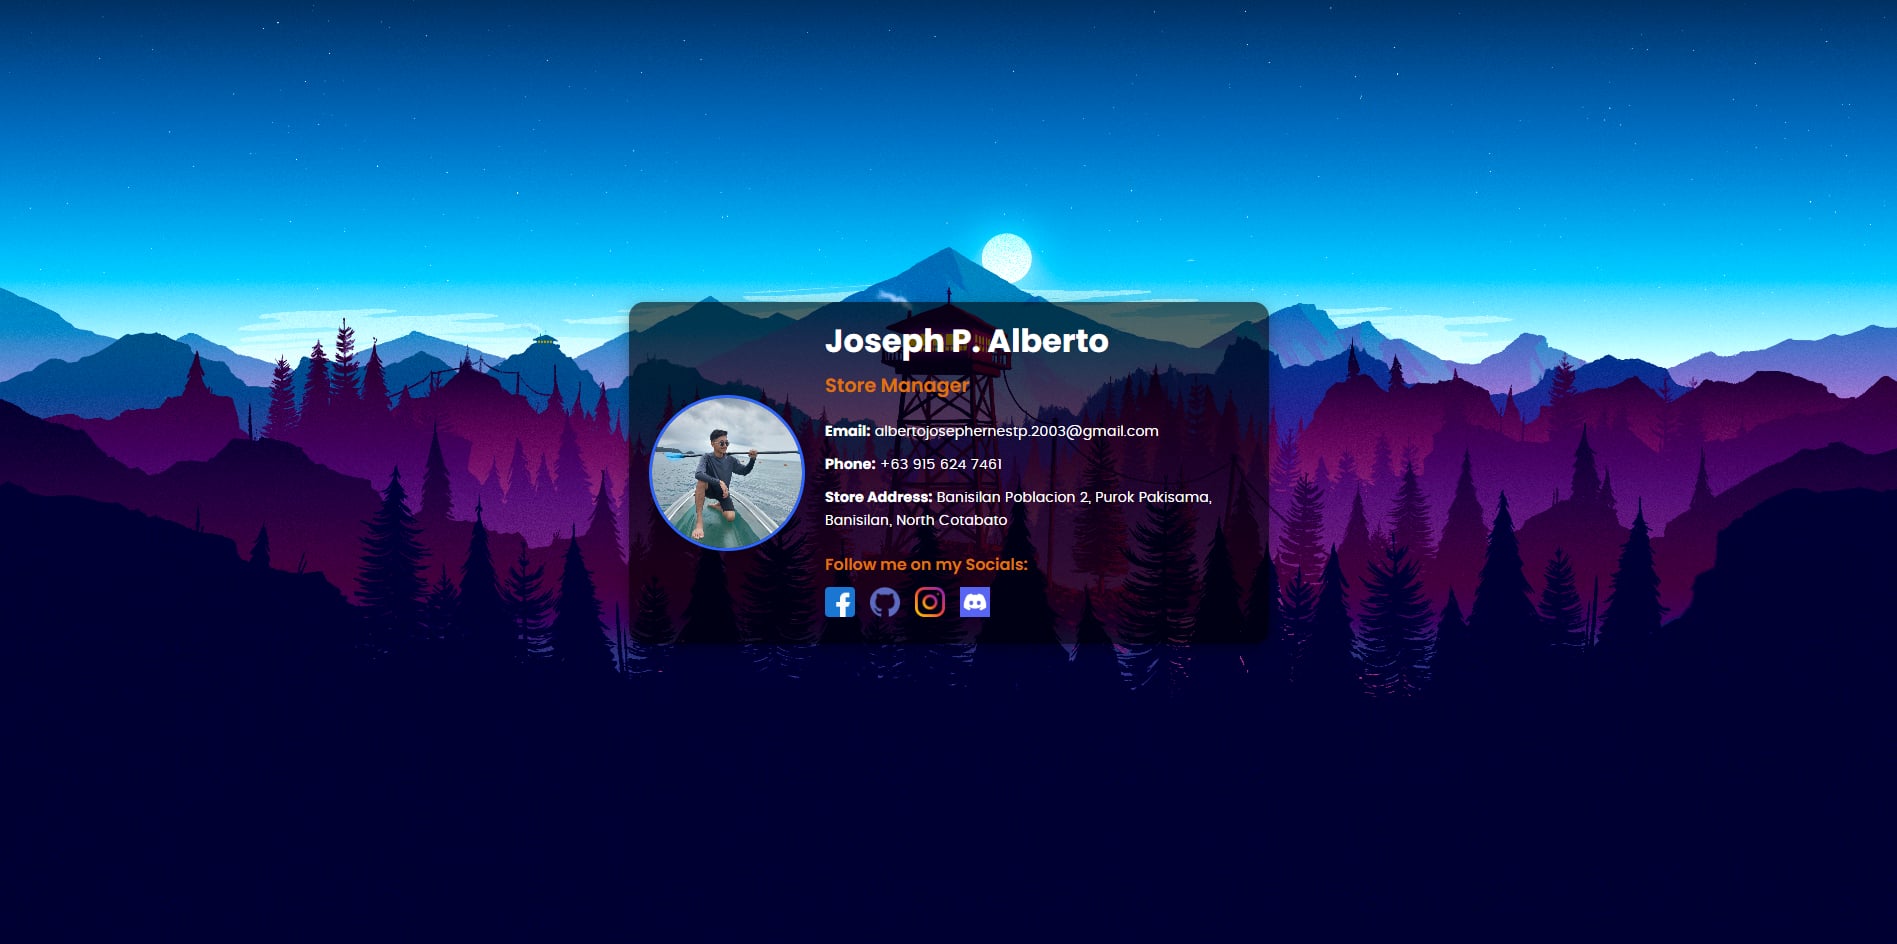 Joseph P. Alberto
Store Manager
Email: albertojosephernestp.2003@gmail.com
Phone: +63 915 624 7461
Store Address: Banisilan Poblacion 2, Purok Pakisama,
Banisilan, North Cotabato
Follow me on my Socials: